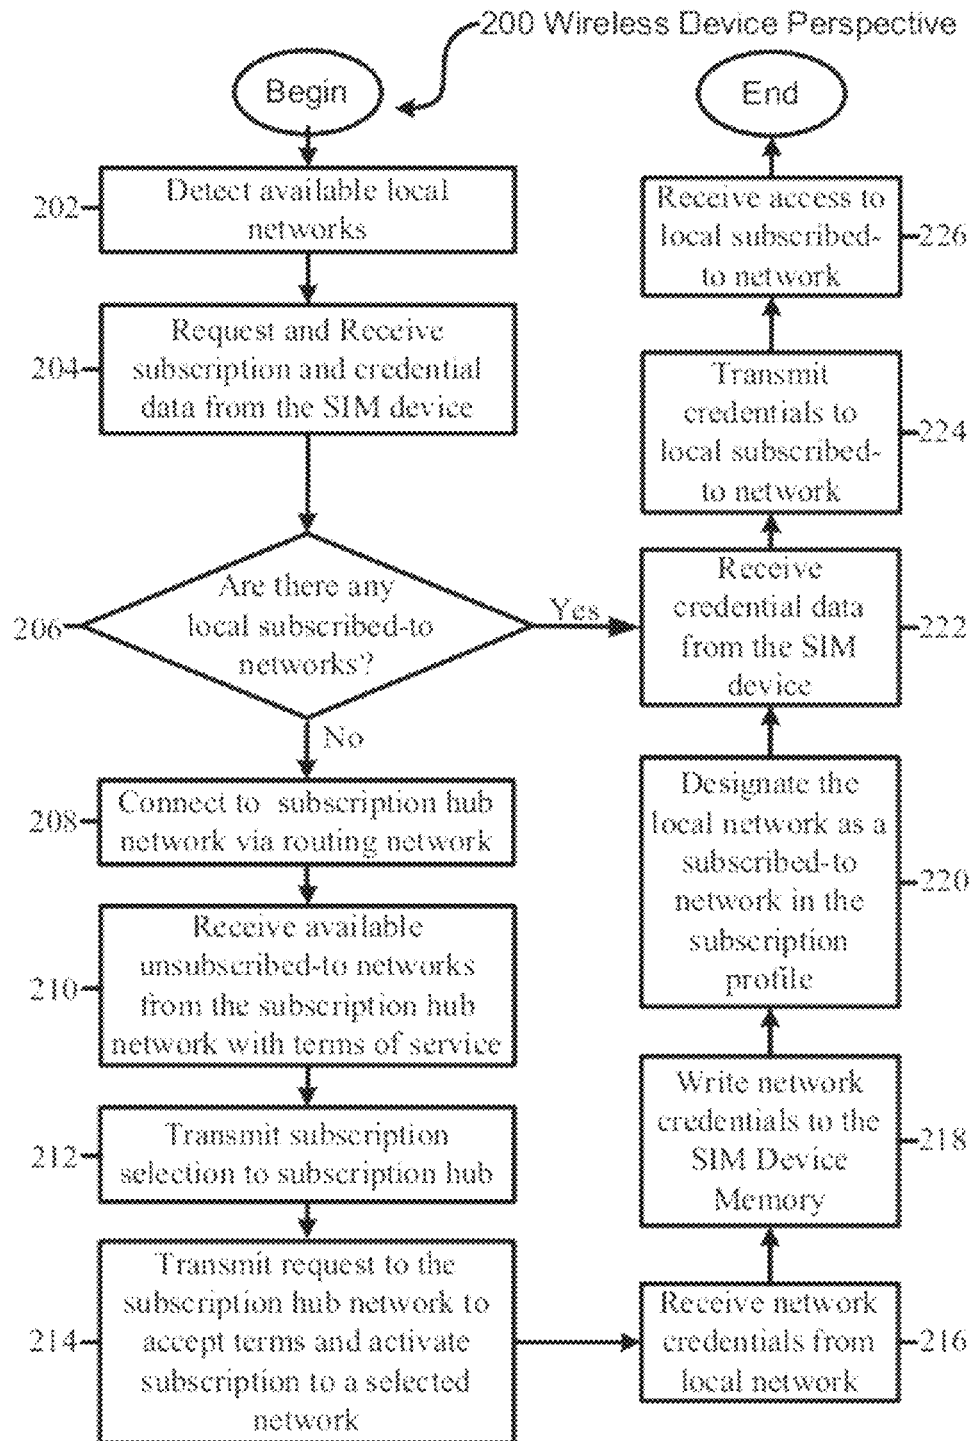 200 Wireless Device Perspective
Begin
202
Detect available local
networks
204
Request and Receive
subscription and credential
data from the SIM device
206
Are there any
local subscribed-to
networks?
Yes
No
208
Connect to subscription hub
network via routing network
210
Receive available
unsubscribed-to networks
from the subscription hub
network with terms of service
212
Transmit subscription
selection to subscription hub
214
Transmit request to the
subscription hub network to
accept terms and activate
subscription to a selected
network
Receive network
credentials from
local network
216
Write network
credentials to the
SIM Device
Memory
218
Designate the
local network as a
subscribed-to
network in the
subscription
profile
220
Receive
credential data
from the SIM
device
222
Transmit
credentials to
local subscribed-
to network
224
Receive access to
local subscribed-
to network
226
End